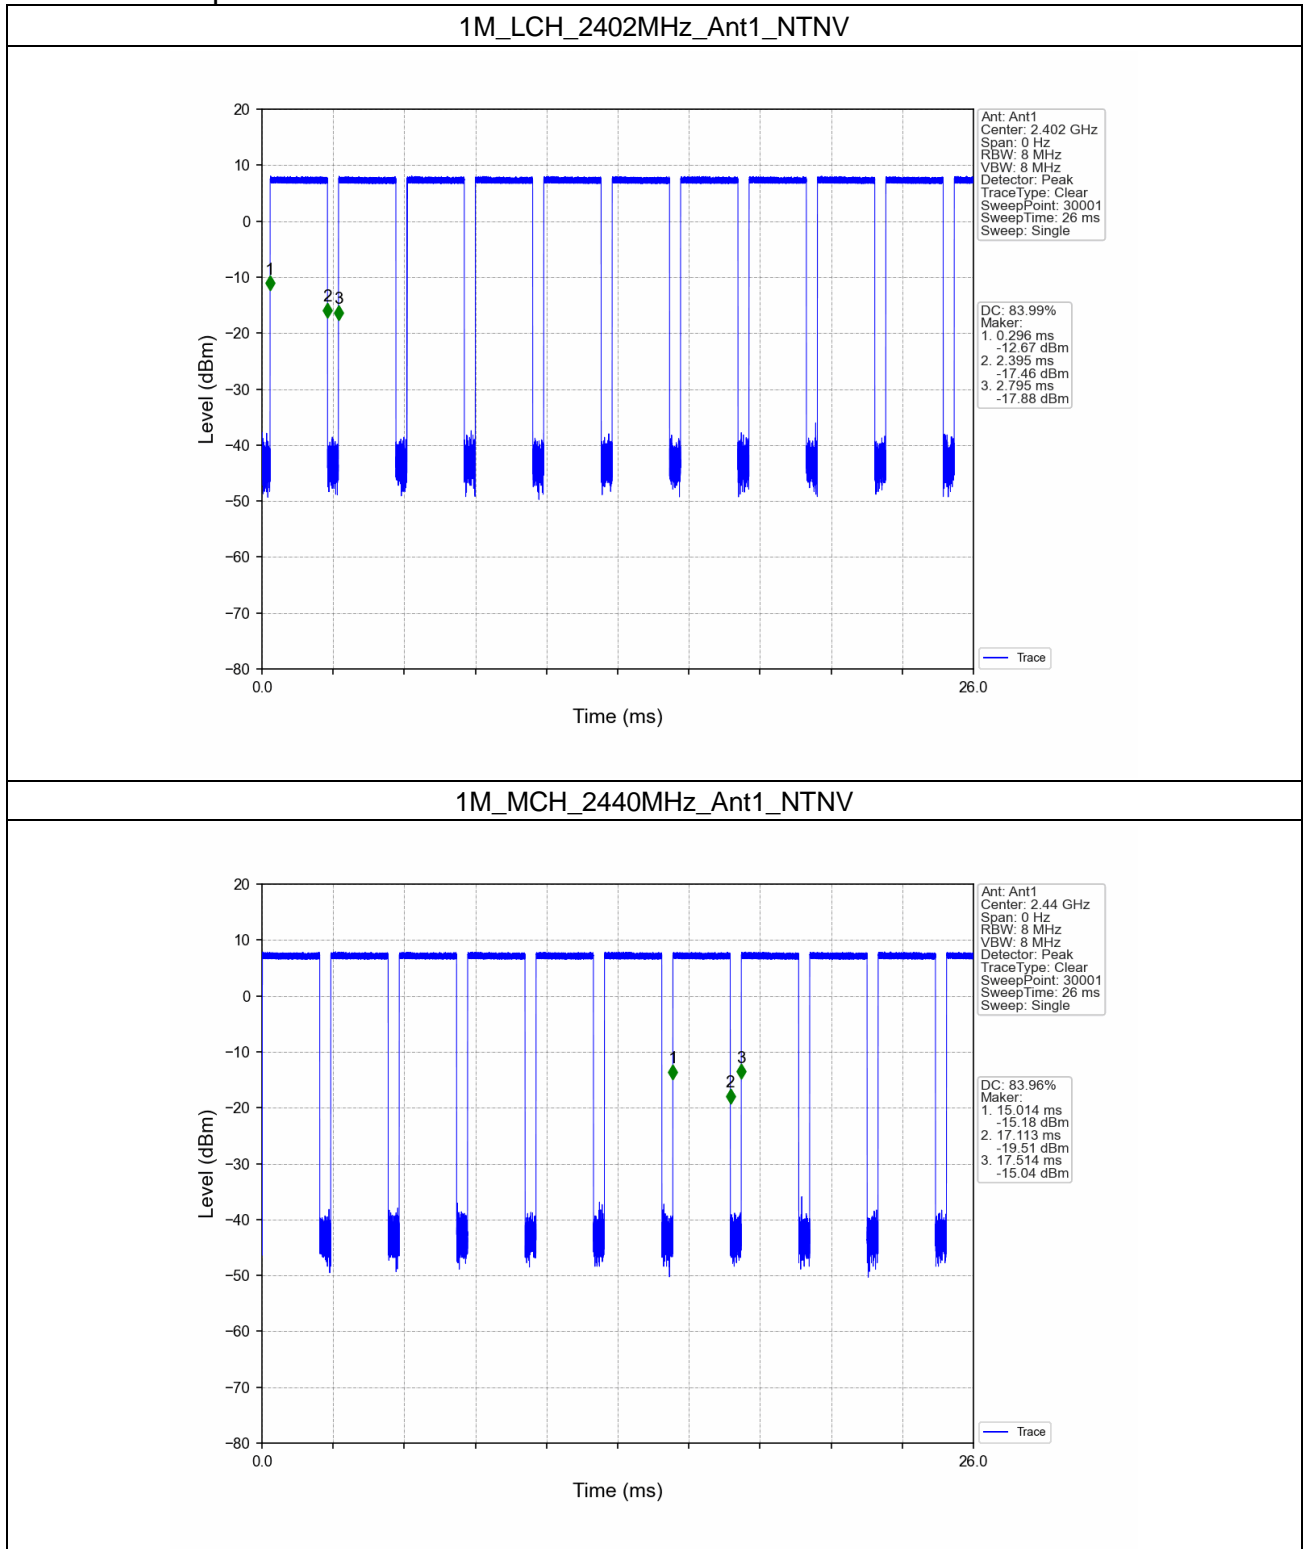 1M_LCH_2402MHz_Ant1_NTNV
20
10
0
−10
−20
−30
−40
−50
−60
−70
−80
Level (dBm)
1
2
3
0.0
26.0
Time (ms)
Ant: Ant1
Center: 2.402 GHz
Span: 0 Hz
RBW: 8 MHz
VBW: 8 MHz
Detector: Peak
TraceType: Clear
SweepPoint: 30001
SweepTime: 26 ms
Sweep: Single
DC: 83.99%
Maker:
1. 0.296 ms
-12.67 dBm
2. 2.395 ms
-17.46 dBm
3. 2.795 ms
-17.88 dBm
Trace
1M_MCH_2440MHz_Ant1_NTNV
20
10
0
−10
−20
−30
−40
−50
−60
−70
−80
Level (dBm)
1
2
3
0.0
26.0
Time (ms)
Ant: Ant1
Center: 2.44 GHz
Span: 0 Hz
RBW: 8 MHz
VBW: 8 MHz
Detector: Peak
TraceType: Clear
SweepPoint: 30001
SweepTime: 26 ms
Sweep: Single
DC: 83.96%
Maker:
1. 15.014 ms
-15.18 dBm
2. 17.113 ms
-19.51 dBm
3. 17.514 ms
-15.04 dBm
Trace